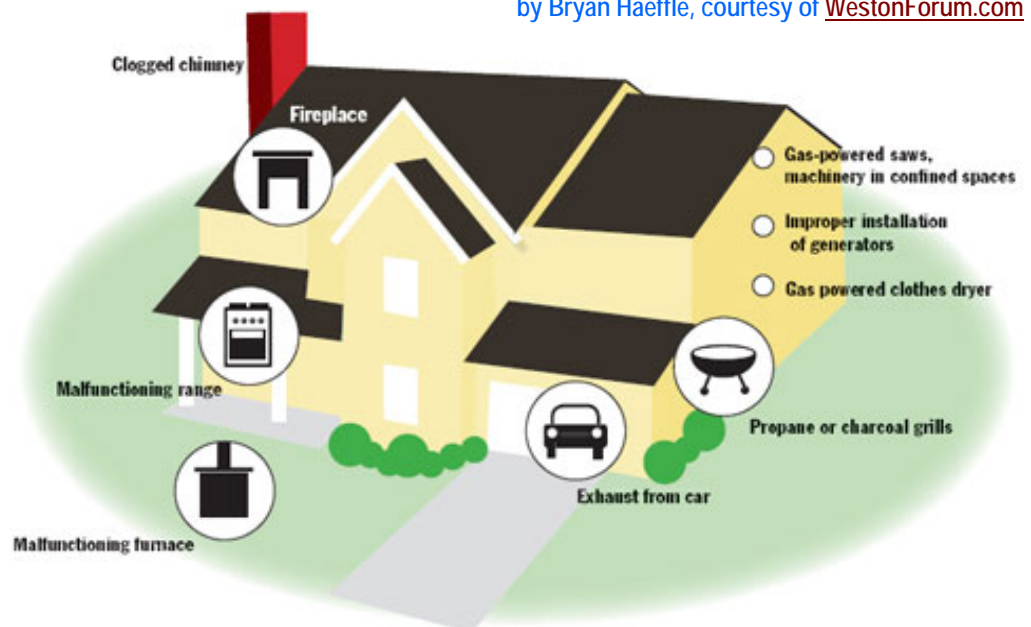 by Bryan Haeffle, courtesy of WestonForum.com
Clogged chimney
Fireplace
Gas-powered saws,
machinery in confined spaces
Improper installation
of generators
Gas powered clothes dryer
Malfunctioning range
Propane or charcoal grills
Exhaust from car
Malfunctioning furnace